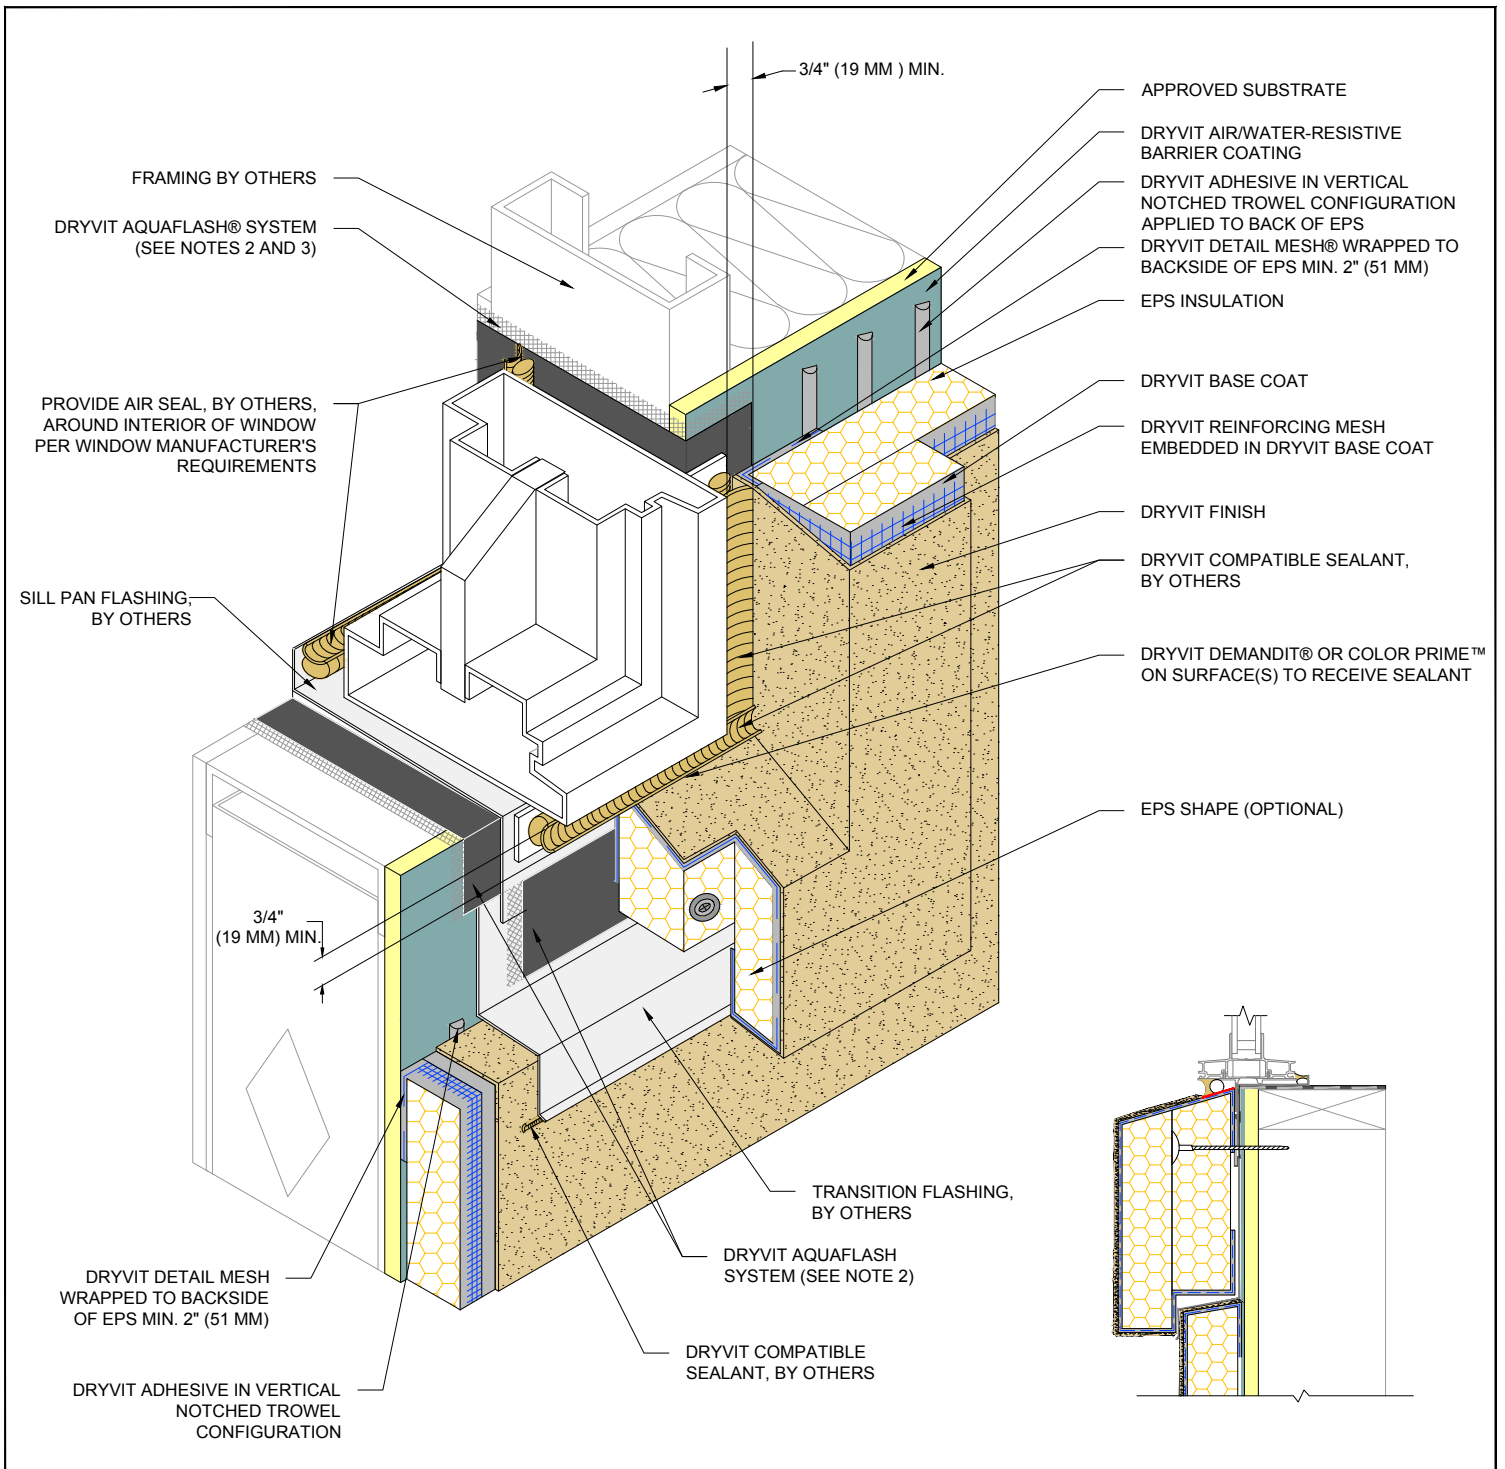 3/4" (19 MM ) MIN.
FRAMING BY OTHERS
DRYVIT AQUAFLASH® SYSTEM
(SEE NOTES 2 AND 3)
PROVIDE AIR SEAL, BY OTHERS,
AROUND INTERIOR OF WINDOW
PER WINDOW MANUFACTURER'S
REQUIREMENTS
SILL PAN FLASHING,
BY OTHERS
3/4"
(19 MM) MIN.
DRYVIT DETAIL MESH
WRAPPED TO BACKSIDE
OF EPS MIN. 2" (51 MM)
DRYVIT ADHESIVE IN VERTICAL
NOTCHED TROWEL
CONFIGURATION
APPROVED SUBSTRATE
DRYVIT AIR/WATER-RESISTIVE
BARRIER COATING
DRYVIT ADHESIVE IN VERTICAL
NOTCHED TROWEL CONFIGURATION
APPLIED TO BACK OF EPS
DRYVIT DETAIL MESH® WRAPPED TO
BACKSIDE OF EPS MIN. 2" (51 MM)
EPS INSULATION
DRYVIT BASE COAT
DRYVIT REINFORCING MESH
EMBEDDED IN DRYVIT BASE COAT
DRYVIT FINISH
DRYVIT COMPATIBLE SEALANT,
BY OTHERS
DRYVIT DEMANDIT® OR COLOR PRIME™
ON SURFACE(S) TO RECEIVE SEALANT
EPS SHAPE (OPTIONAL)
TRANSITION FLASHING,
BY OTHERS
DRYVIT AQUAFLASH
SYSTEM (SEE NOTE 2)
DRYVIT COMPATIBLE
SEALANT, BY OTHERS